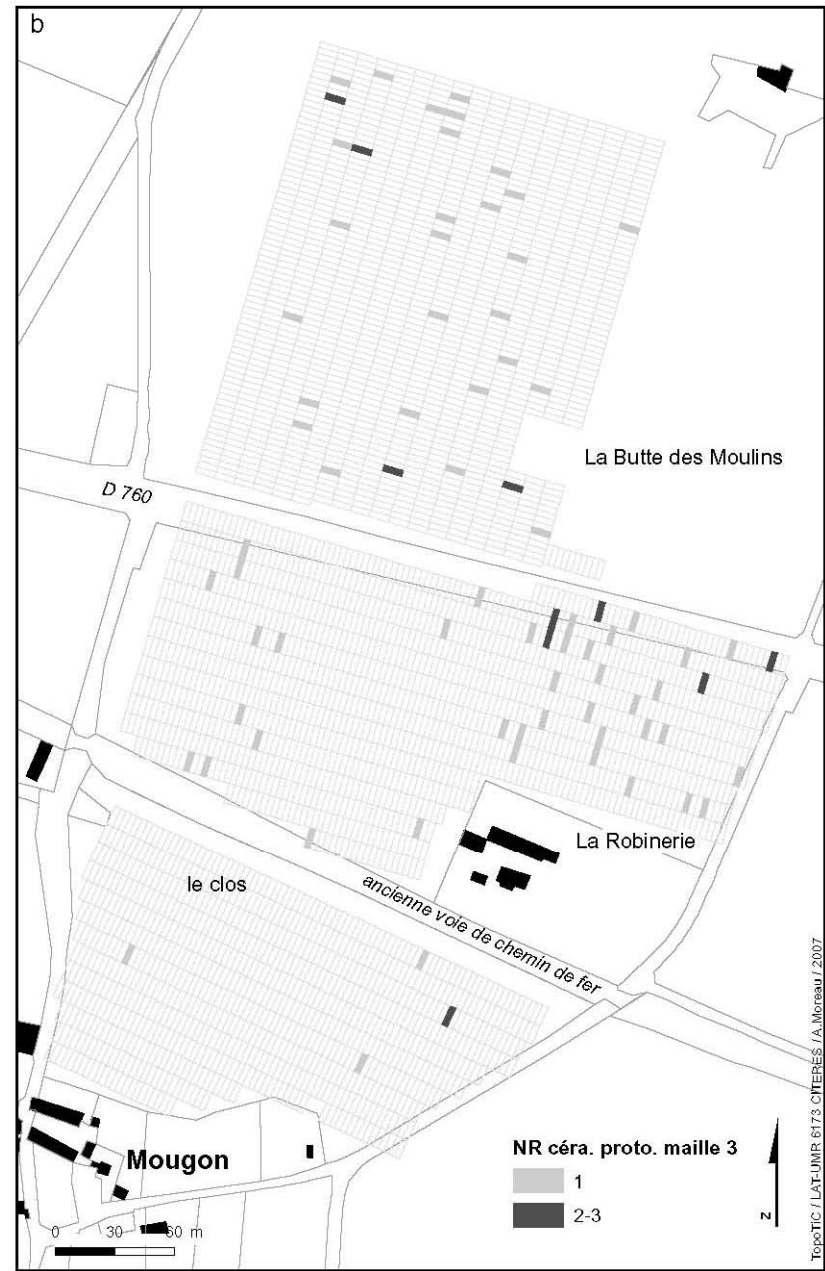 b
La Butte des Moulins
D 760
La Robinerie
le clos
ancienne voie de chemin de fer
Mougon
NR céra. proto. maille 3
1
2-3
0 30 60 m
N
TopoTIC / LAT-UMR 6173 CITERES / A.Moreau / 2007